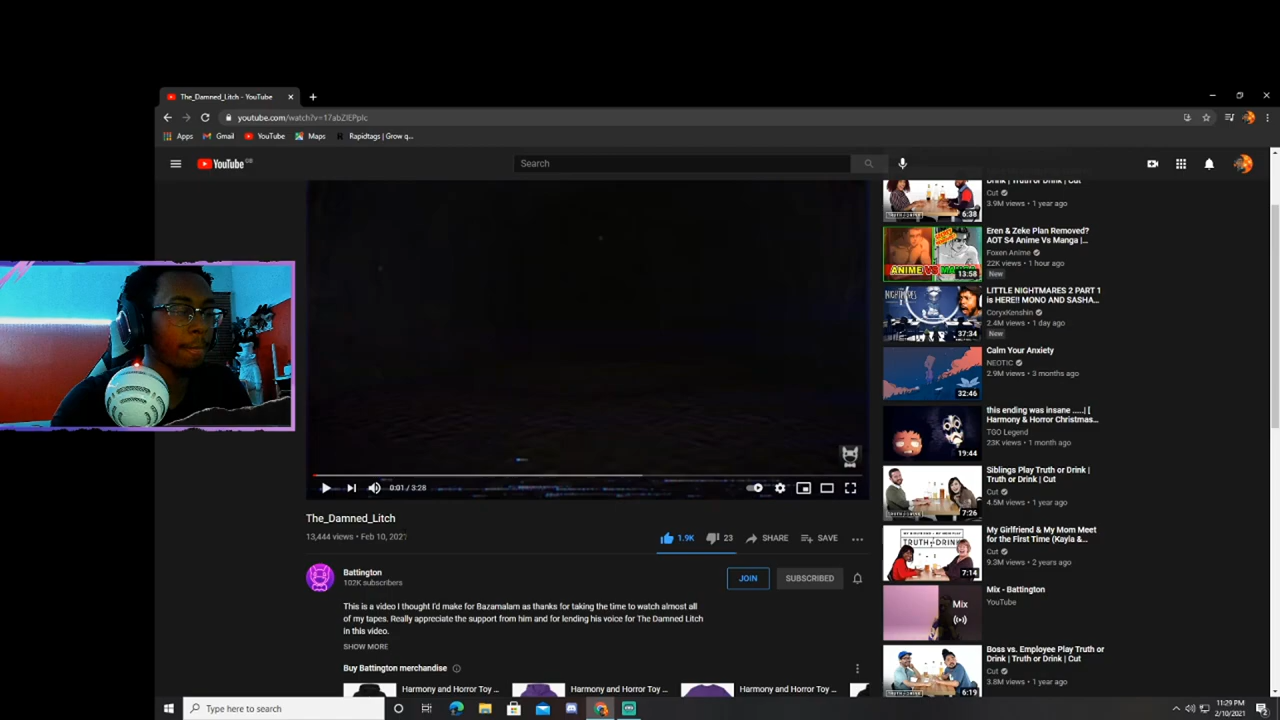 The_Damned_Litch - YouTube
youtube.com/watch?v=17abZIEPpIc
Apps Gmail YouTube Maps Rapidtags | Grow q...
YouTube GB
Search
0:01 / 3:28
The_Damned_Litch
13,444 views • Feb 10, 2021
1.9K 23 SHARE SAVE
Battington
102K subscribers
JOIN SUBSCRIBED
This is a video I thought I'd make for Bazamalam as thanks for taking the time to watch almost all
of my tapes. Really appreciate the support from him and for lending his voice for The Damned Litch
in this video.
SHOW MORE
Buy Battington merchandise
Harmony and Horror Toy ...
Harmony and Horror Toy ...
Harmony and Horror Toy ...
Drink | Truth or Drink | Cut
Cut
3.9M views • 1 year ago
6:38
Eren & Zeke Plan Removed?
AOT S4 Anime Vs Manga |...
Foxen Anime
22K views • 1 hour ago
New
13:58
LITTLE NIGHTMARES 2 PART 1
is HERE!! MONO AND SASHA...
CoryxKenshin
2.4M views • 1 day ago
New
37:34
Calm Your Anxiety
NEOTIC
2.9M views • 3 months ago
32:46
this ending was insane .....| [
Harmony & Horror Christmas...
TGO Legend
23K views • 1 month ago
19:44
Siblings Play Truth or Drink |
Truth or Drink | Cut
Cut
4.5M views • 1 year ago
7:26
My Girlfriend & My Mom Meet
for the First Time (Kayla &...
Cut
9.3M views • 2 years ago
TRUTH or DRINK
7:14
Mix - Battington
YouTube
Mix
Boss vs. Employee Play Truth or
Drink | Truth or Drink | Cut
Cut
3.8M views • 1 year ago
6:19
Type here to search
11:29 PM
2/10/2021
2